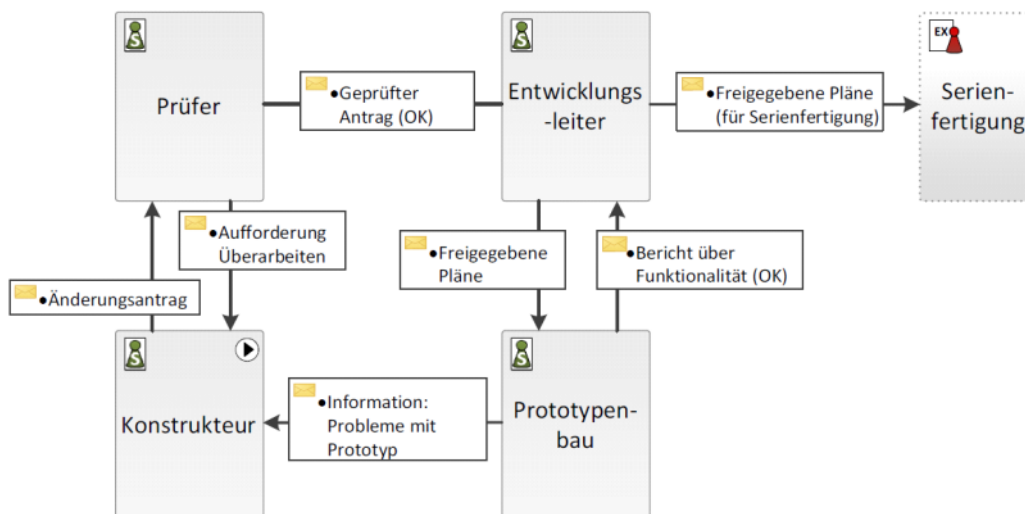 S
S
EX
Prüfer
•Geprüfter
Antrag (OK)
Entwicklungs
-leiter
•Freigegebene Pläne
(für Serienfertigung)
Serien-
fertigung
•Aufforderung
Überarbeiten
•Freigegebene
Pläne
•Bericht über
Funktionalität (OK)
•Änderungsantrag
S
S
Konstrukteur
•Information:
Probleme mit
Prototyp
Prototypen-
bau